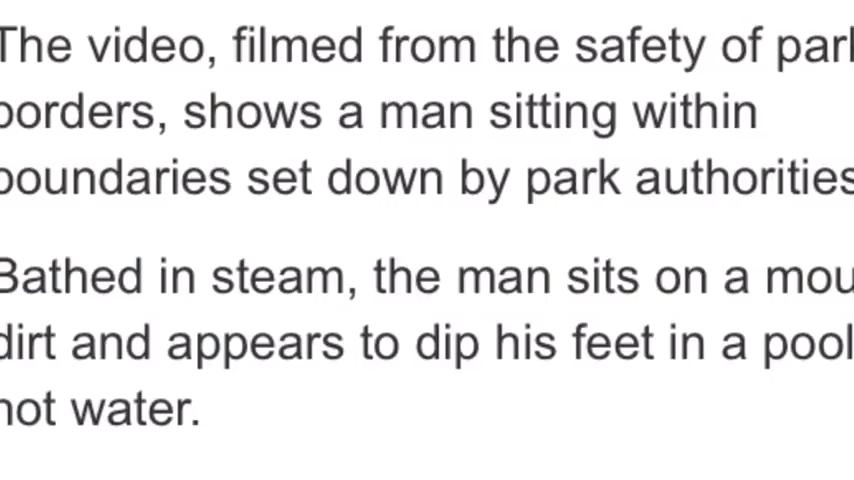 The video, filmed from the safety of park
borders, shows a man sitting within
boundaries set down by park authorities
Bathed in steam, the man sits on a
dirt and appears to dip his feet in a pool
hot water.